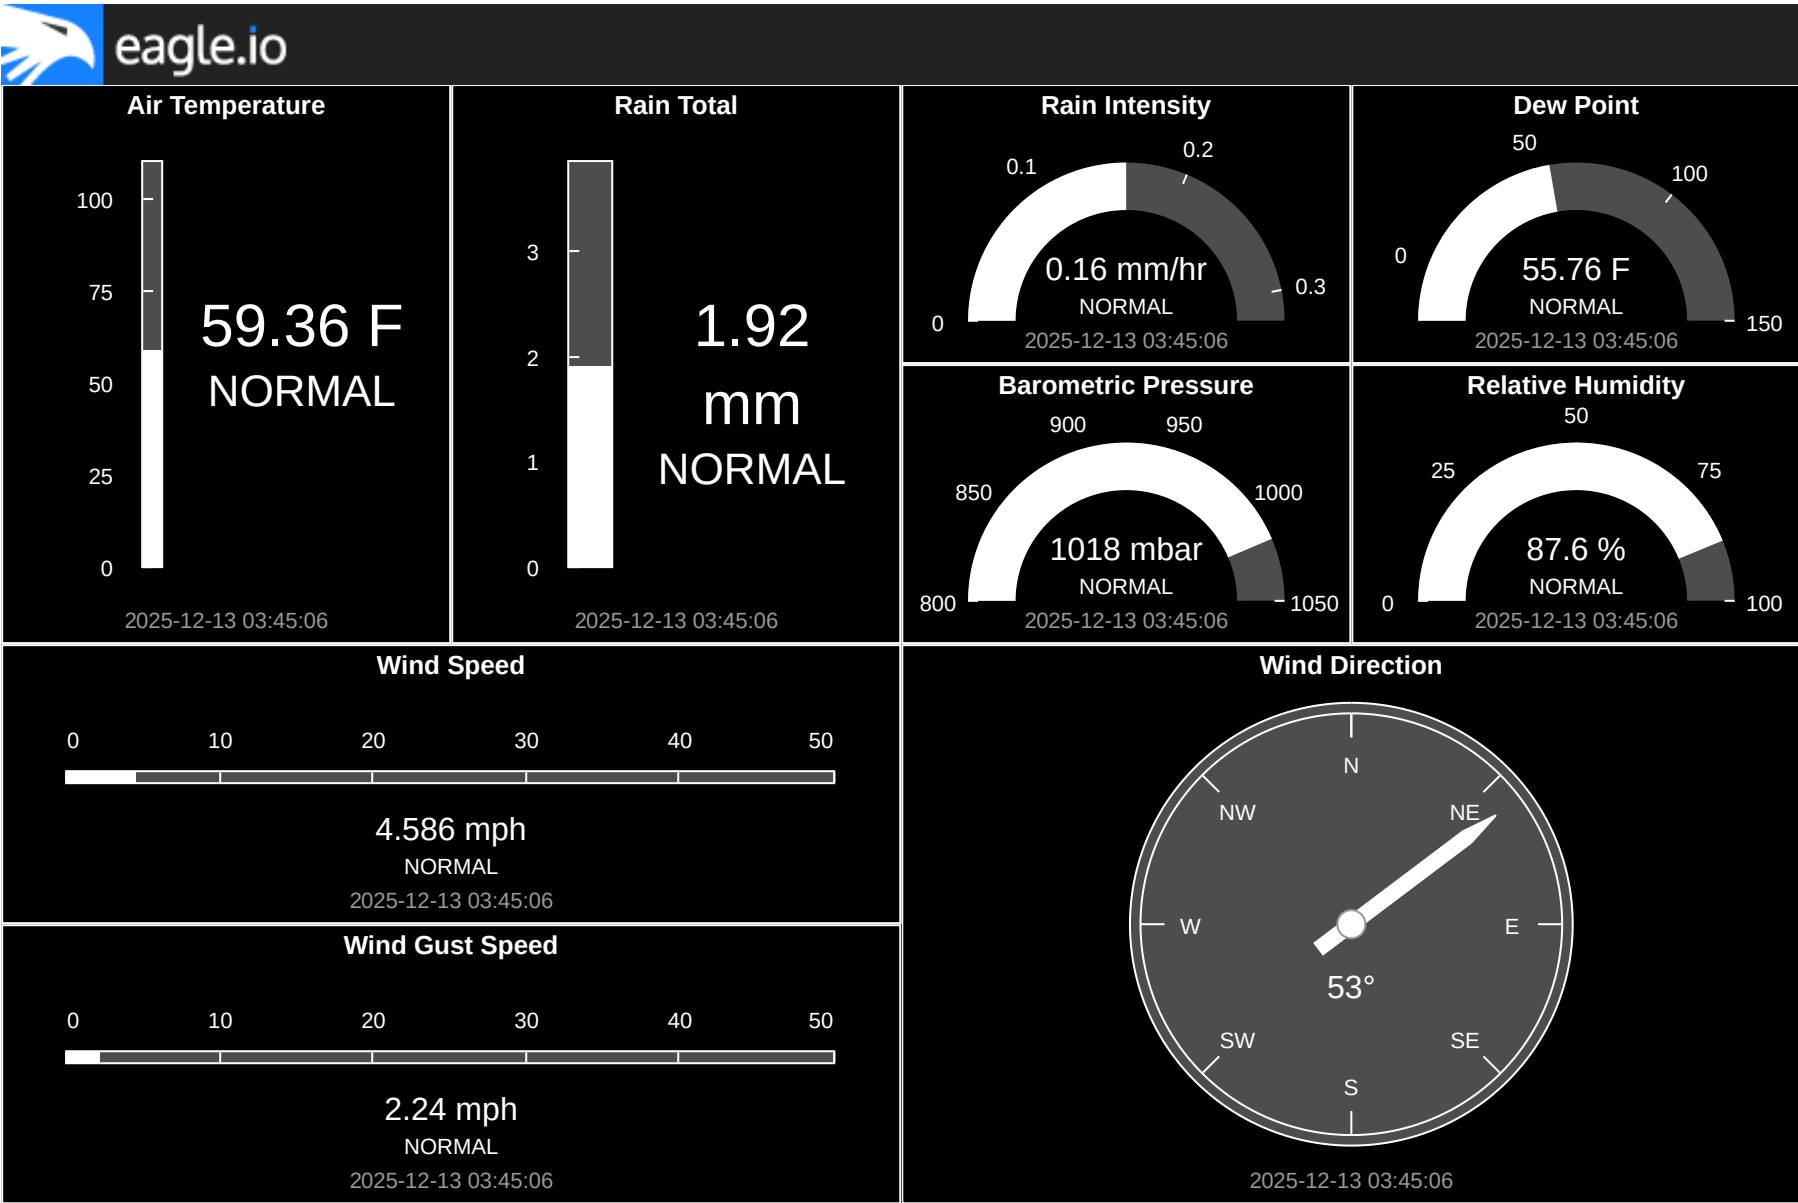 eagle.io
Air Temperature
100
75
50
25
0
59.36 F
NORMAL
2025-12-13 03:45:06
Rain Total
3
2
1
0
1.92
mm
NORMAL
2025-12-13 03:45:06
Rain Intensity
0
0.1
0.2
0.3
0.16 mm/hr
NORMAL
2025-12-13 03:45:06
Dew Point
0
50
100
150
55.76 F
NORMAL
2025-12-13 03:45:06
Barometric Pressure
800
850
900
950
1000
1050
1018 mbar
NORMAL
2025-12-13 03:45:06
Relative Humidity
0
25
50
75
100
87.6 %
NORMAL
2025-12-13 03:45:06
Wind Speed
0 10 20 30 40 50
4.586 mph
NORMAL
2025-12-13 03:45:06
Wind Gust Speed
0 10 20 30 40 50
2.24 mph
NORMAL
2025-12-13 03:45:06
Wind Direction
N
NW NE
W E
53°
SW SE
S
2025-12-13 03:45:06